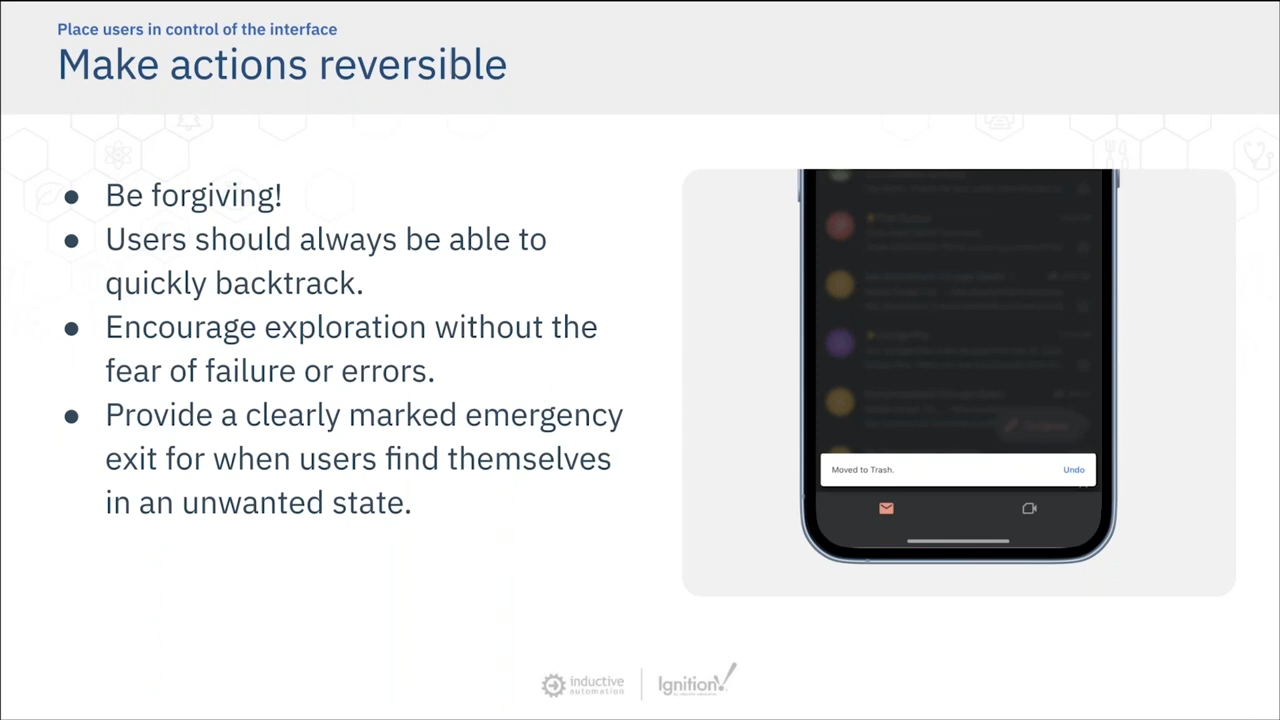 Place users in control of the interface
Make actions reversible
● Be forgiving!
● Users should always be able to
quickly backtrack.
● Encourage exploration without the
fear of failure or errors.
● Provide a clearly marked emergency
exit for when users find themselves
in an unwanted state.
Moved to Trash.
Undo
inductive
automation
Ignition!